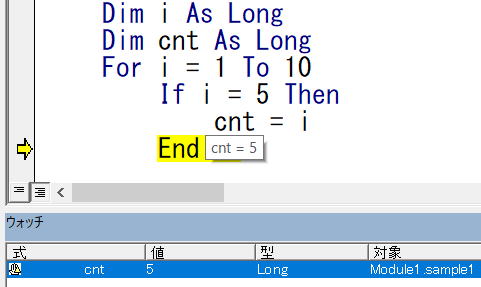 Dim i As Long
Dim cnt As Long
For i = 1 To 10
If i = 5 Then
cnt = i
End
cnt = 5
ウォッチ
式 値 型 対象
cnt 5 Long Module1.sample1